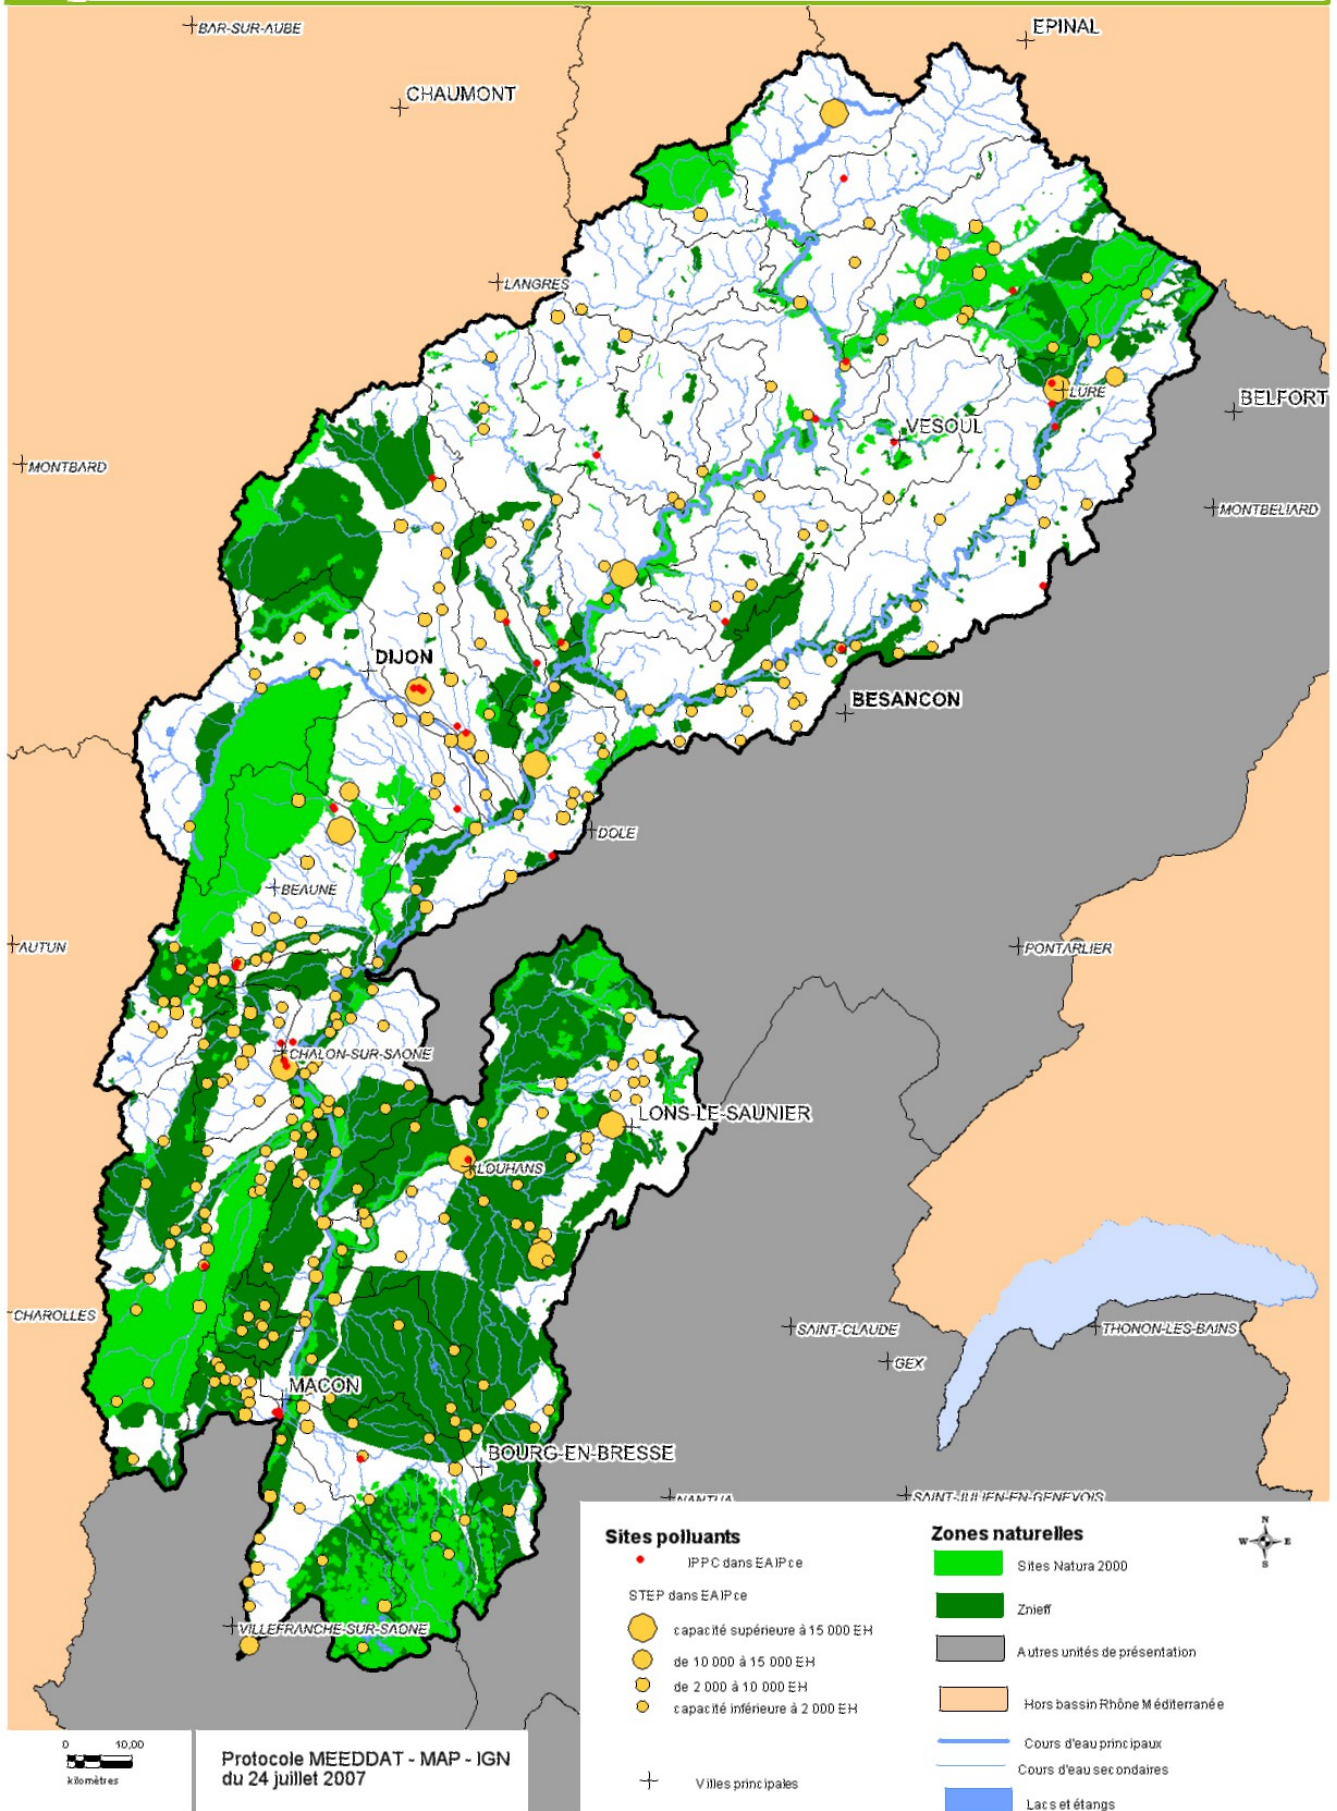 BAR-SUR-AUBE
EPINAL
CHAUMONT
LANGRES
LURE
BELFORT
VESOUL
MONTBARD
MONTBELIARD
DIJON
BESANCON
DOLE
BEAUNE
AUTUN
PONTARLIER
CHALON-SUR-SAONE
LONS-LE-SAUNIER
LOUHANS
CHAROLLES
SAINT-CLAUDE
THONON-LES-BAINS
GEX
MACON
BOURG-EN-BRESSE
NANTUA
SAINT-JULIEN-EN-GENEVOIS
VILLEFRANCHE-SUR-SAONE
Sites polluants
IPPC dans EAIPce
STEP dans EAIPce
capacité supérieure à 15 000 EH
de 10 000 à 15 000 EH
de 2 000 à 10 000 EH
capacité inférieure à 2 000 EH
Villes principales
Zones naturelles
Sites Natura 2000
Znieff
Autres unités de présentation
Hors bassin Rhône Méditerranée
Cours d'eau principaux
Cours d'eau secondaires
Lacs et étangs
N
W E
S
0 10,00
kilomètres
Protocole MEEDDAT - MAP - IGN
du 24 juillet 2007